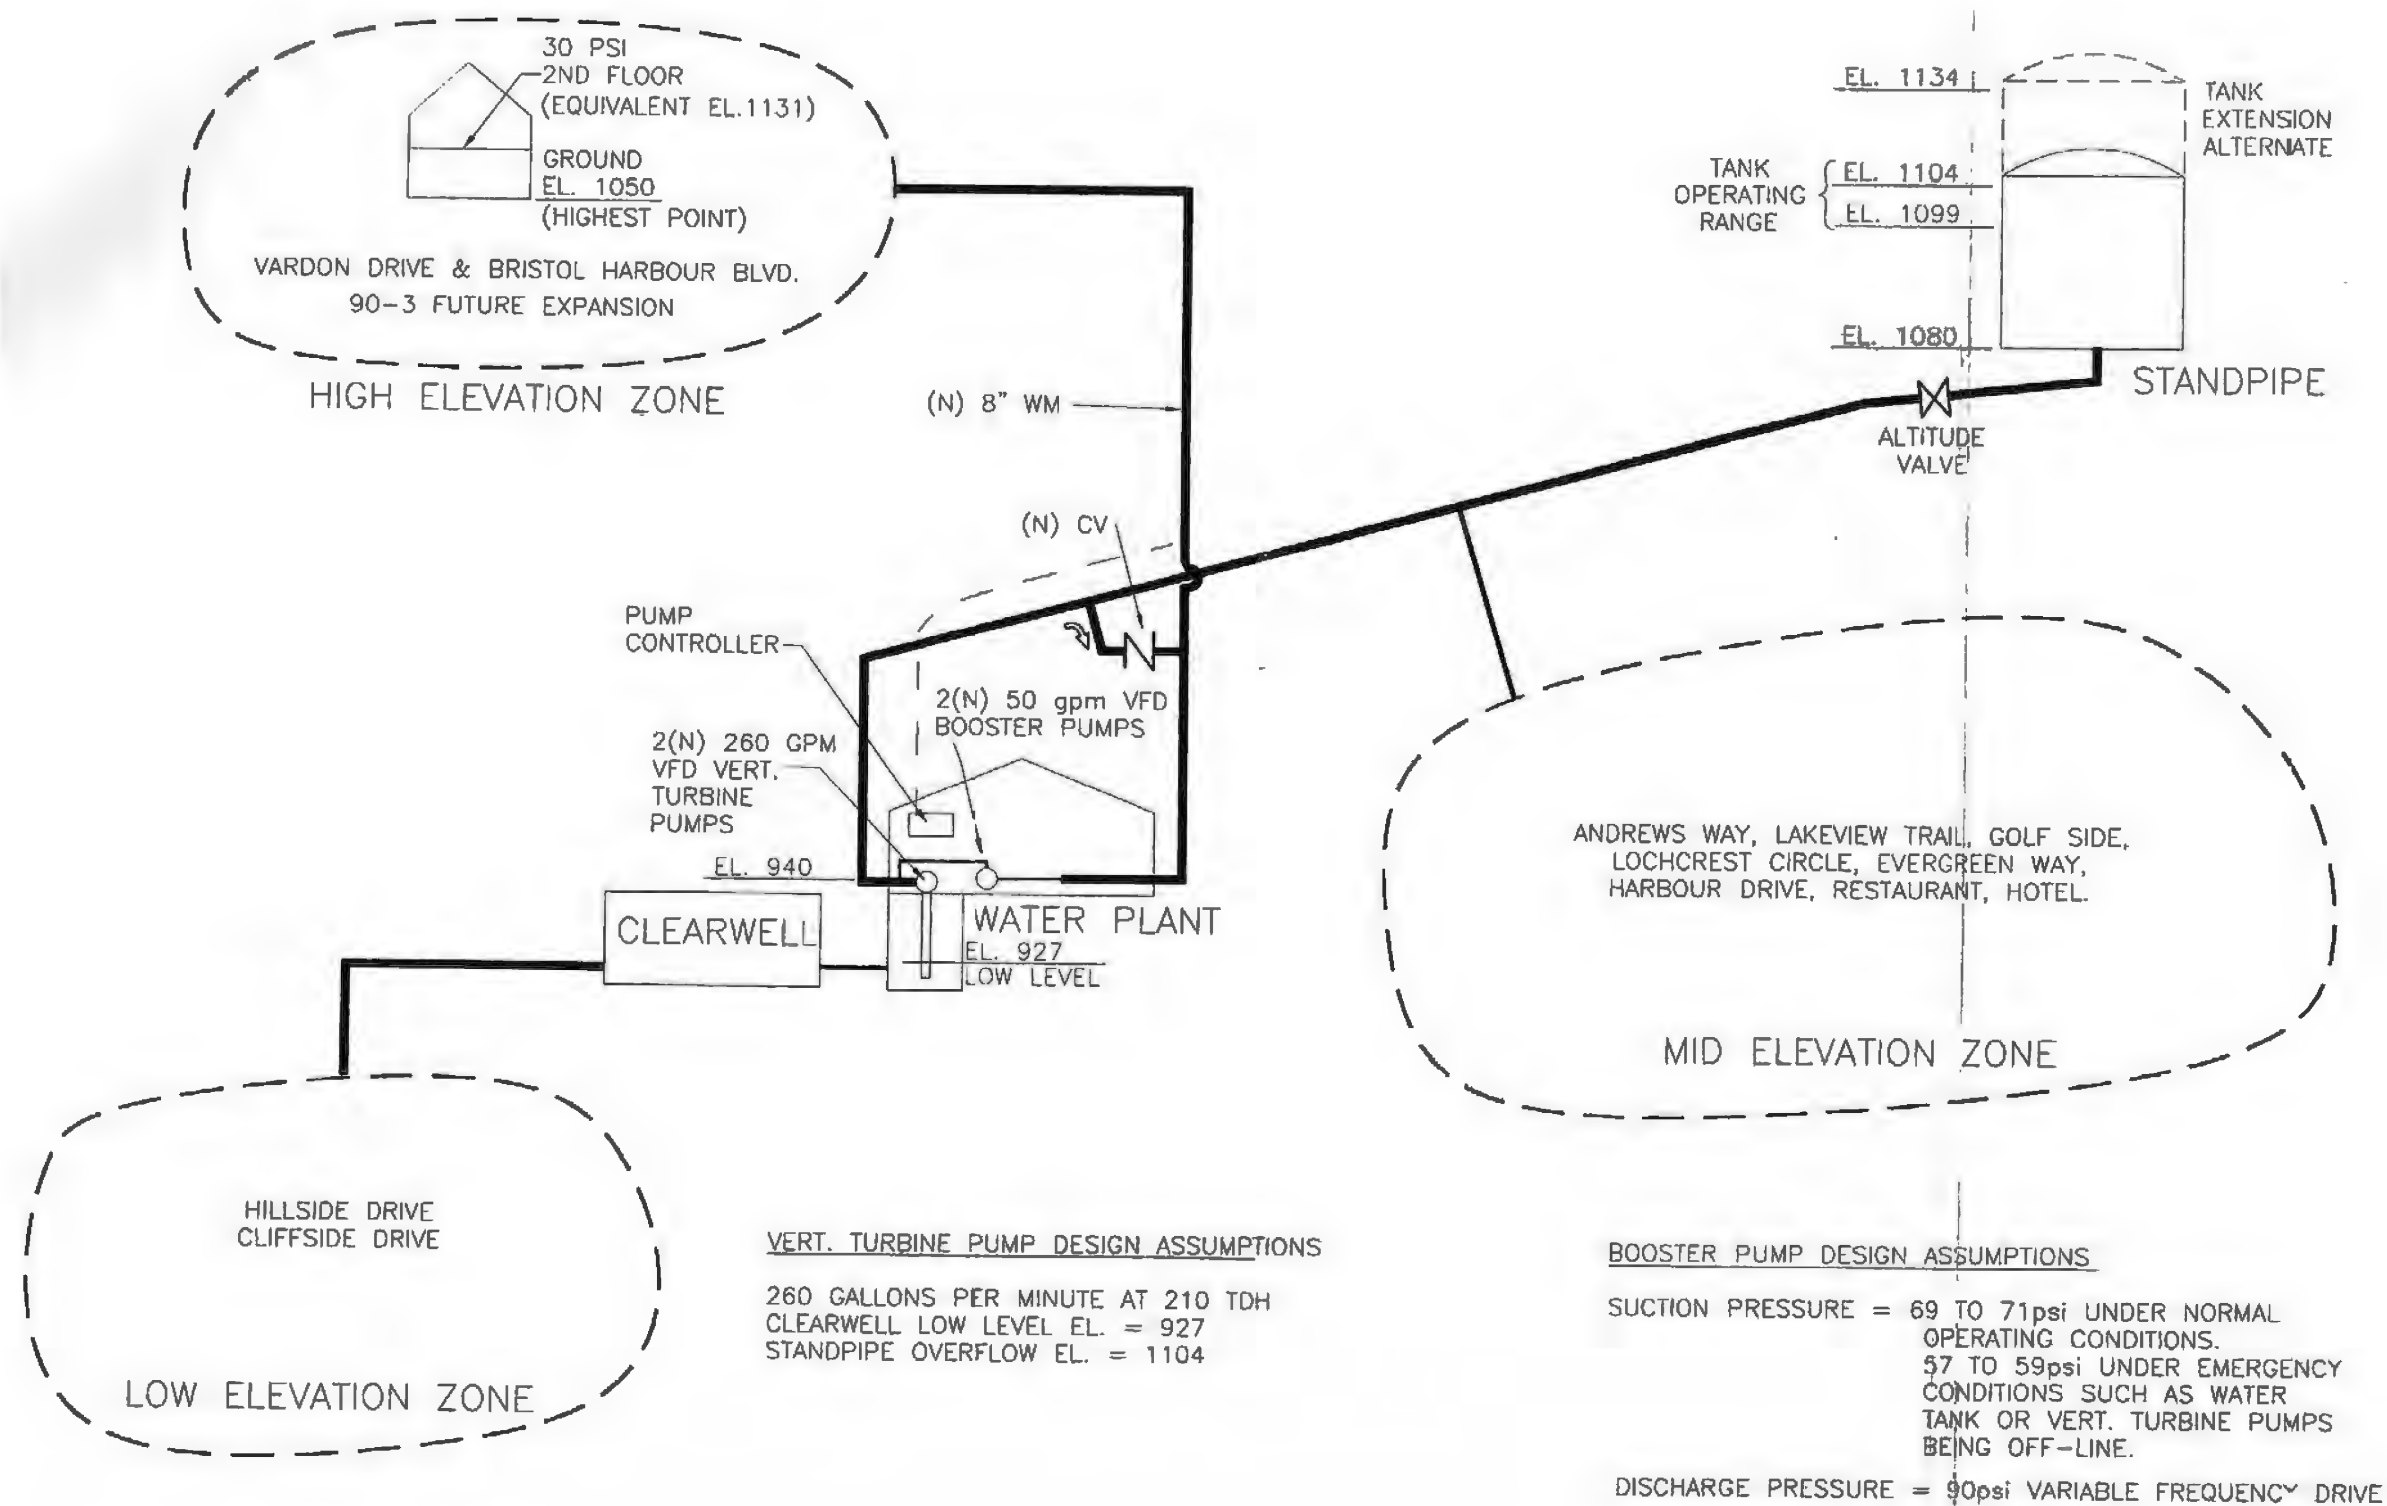 30 PSI
2ND FLOOR
(EQUIVALENT EL.1131)
GROUND
EL. 1050
(HIGHEST POINT)
VARDON DRIVE & BRISTOL HARBOUR BLVD.
90-3 FUTURE EXPANSION
HIGH ELEVATION ZONE
EL. 1134
TANK
EXTENSION
ALTERNATE
TANK
OPERATING
RANGE
EL. 1104
EL. 1099
EL. 1080
STANDPIPE
ALTITUDE
VALVE
(N) 8" WM
(N) CV
PUMP
CONTROLLER
2(N) 50 gpm VFD
BOOSTER PUMPS
2(N) 260 GPM
VFD VERT.
TURBINE
PUMPS
EL. 940
CLEARWELL
WATER PLANT
EL. 927
LOW LEVEL
ANDREWS WAY, LAKEVIEW TRAIL, GOLF SIDE,
LOCHCREST CIRCLE, EVERGREEN WAY,
HARBOUR DRIVE, RESTAURANT, HOTEL.
MID ELEVATION ZONE
HILLSIDE DRIVE
CLIFFSIDE DRIVE
LOW ELEVATION ZONE
VERT. TURBINE PUMP DESIGN ASSUMPTIONS
260 GALLONS PER MINUTE AT 210 TDH
CLEARWELL LOW LEVEL EL. = 927
STANDPIPE OVERFLOW EL. = 1104
BOOSTER PUMP DESIGN ASSUMPTIONS
SUCTION PRESSURE = 69 TO 71psi UNDER NORMAL
OPERATING CONDITIONS.
57 TO 59psi UNDER EMERGENCY
CONDITIONS SUCH AS WATER
TANK OR VERT. TURBINE PUMPS
BEING OFF-LINE.
DISCHARGE PRESSURE = 90psi VARIABLE FREQUENCY DRIVE